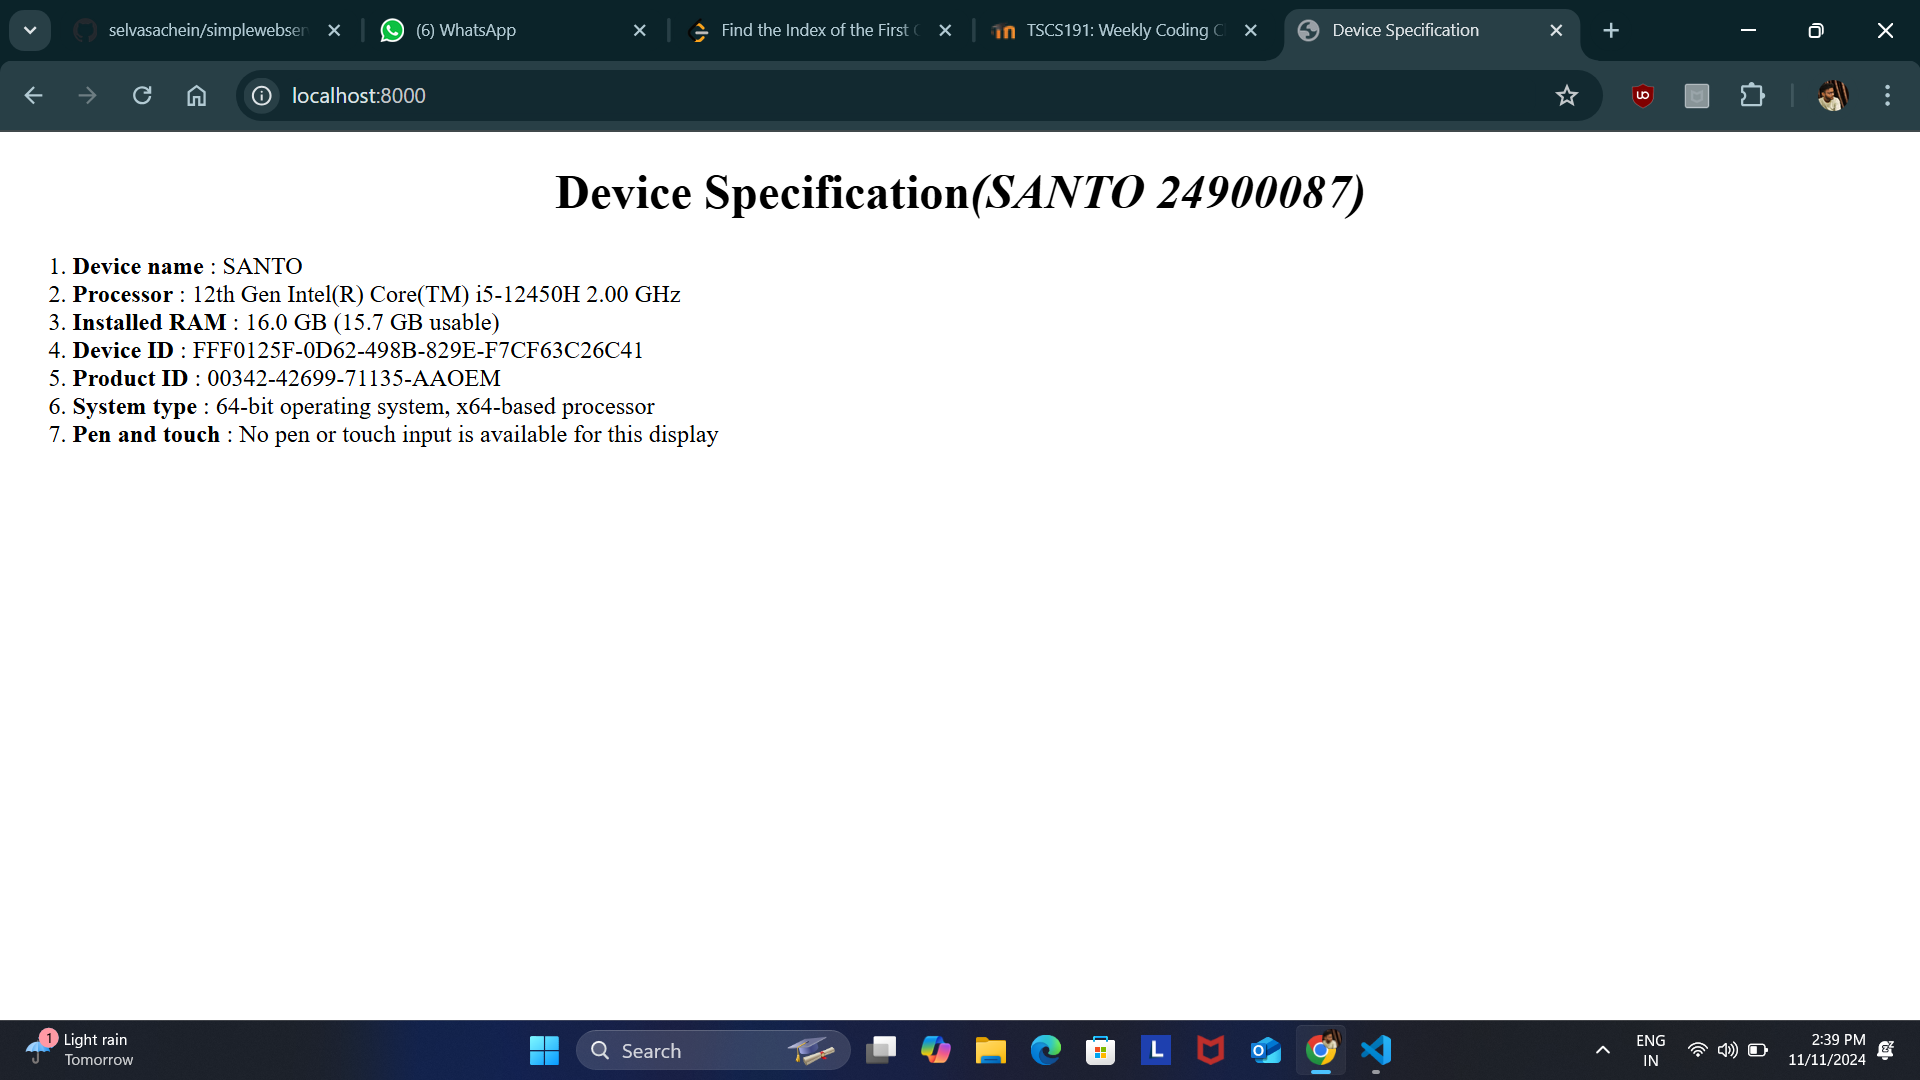 selvasachein/simplewebser
(6) WhatsApp
Find the Index of the First
TSCS191: Weekly Coding
Device Specification
localhost:8000
Device Specification(SANTO 24900087)
1. Device name : SANTO
2. Processor : 12th Gen Intel(R) Core(TM) i5-12450H 2.00 GHz
3. Installed RAM : 16.0 GB (15.7 GB usable)
4. Device ID : FFF0125F-0D62-498B-829E-F7CF63C26C41
5. Product ID : 00342-42699-71135-AAOEM
6. System type : 64-bit operating system, x64-based processor
7. Pen and touch : No pen or touch input is available for this display
1
Light rain
Tomorrow
Search
L
ENG
IN
2:39 PM
11/11/2024